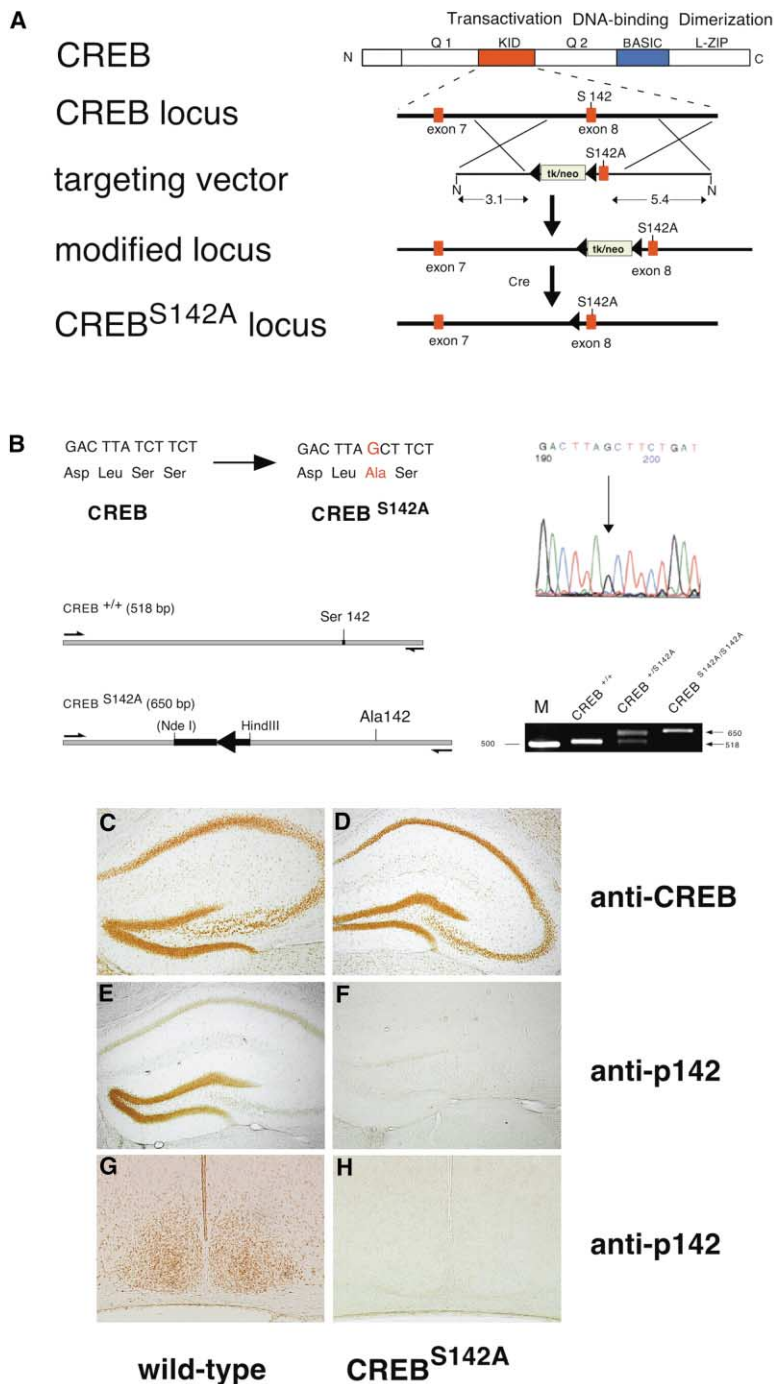 A
Transactivation DNA-binding Dimerization
CREB
N Q 1 KID Q 2 BASIC L-ZIP C
CREB locus
S 142
exon 7 exon 8
targeting vector
S142A
tk/neo
N N
3.1 5.4
modified locus
S142A
tk/neo
exon 7 exon 8
Cre
CREB S142A locus
S142A
exon 7 exon 8
B
GAC TTA TCT TCT GAC TTA GCT TCT
Asp Leu Ser Ser Asp Leu Ala Ser
CREB CREB S142A
GACTTAGCTTCTGAT
190 200
CREB +/+ (518 bp)
Ser 142
CREB S142A (650 bp)
(Nde I) HindIII Ala142
M CREB +/+ CREB +/S142A CREB S142A/S142A
500 650
518
C D
anti-CREB
E F
anti-p142
G H
anti-p142
wild-type CREB S142A